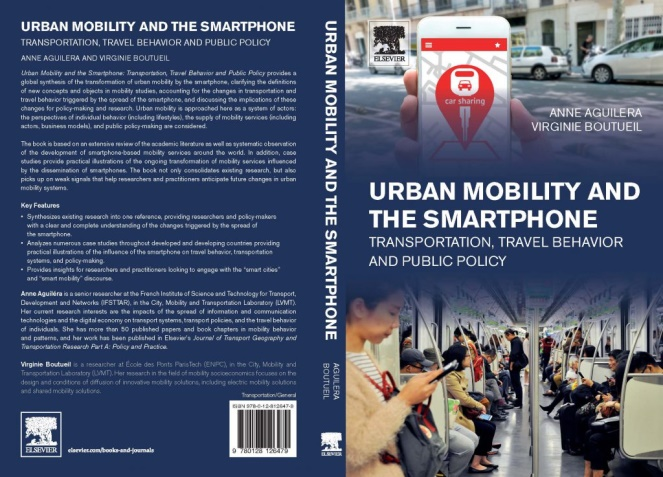 URBAN MOBILITY AND THE SMARTPHONE
TRANSPORTATION, TRAVEL BEHAVIOR AND PUBLIC POLICY
ANNE AGUILERA AND VIRGINIE BOUTUEIL
Urban Mobility and the Smartphone: Transportation, Travel Behavior and Public Policy provides a
global synthesis of the transformation of urban mobility by the smartphone, clarifying the definitions
of new concepts and objects in mobility studies, accounting for the changes in transportation and
travel behavior triggered by the spread of the smartphone, and discussing the implications of these
changes for policy-making and research. Urban mobility is approached here as a system of actors:
the perspectives of individual behavior (including lifestyles), the supply of mobility services (including
actors, business models), and public policy-making are considered.
The book is based on an extensive review of the academic literature as well as systematic observation
of the development of smartphone-based mobility services around the world. In addition, case
studies provide practical illustrations of the ongoing transformation of mobility services influenced
by the dissemination of smartphones. The book not only consolidates existing research, but also
picks up on weak signals that help researchers and practitioners anticipate future changes in urban
mobility systems.
Key Features
• Synthesizes existing research into one reference, providing researchers and policy-makers
with a clear and complete understanding of the changes triggered by the spread of
the smartphone.
• Analyzes numerous case studies throughout developed and developing countries providing
practical illustrations of the influence of the smartphone on travel behavior, transportation
systems, and policy-making.
• Provides insights for researchers and practitioners looking to engage with the "smart cities"
and "smart mobility" discourse.
Anne Aguiléra is a senior researcher at the French Institute of Science and Technology for Transport,
Development and Networks (IFSTTAR), in the City, Mobility and Transportation Laboratory (LVMT).
Her current research interests are the impacts of the spread of information and communication
technologies and the digital economy on transport systems, transport policies, and the travel behavior
of individuals. She has more than 50 published papers and book chapters in mobility behavior
and patterns, and her work has been published in Elsevier's Journal of Transport Geography and
Transportation Research Part A: Policy and Practice.
Virginie Boutueil is a researcher at École des Ponts ParisTech (ENPC), in the City, Mobility and
Transportation Laboratory (LVMT). Her research in the field of mobility socioeconomics focuses on the
design and conditions of diffusion of innovative mobility solutions, including electric mobility solutions
and shared mobility solutions.
Transportation/General
ISBN 978-0-12-812647-9
9 780128 126479
ELSEVIER
elsevier.com/books-and-journals
URBAN MOBILITY AND THE SMARTPHONE
AGUILERA
BOUTUEIL
ELSEVIER
ELSEVIER
car sharing
ANNE AGUILERA
VIRGINIE BOUTUEIL
URBAN MOBILITY AND
THE SMARTPHONE
TRANSPORTATION, TRAVEL BEHAVIOR
AND PUBLIC POLICY